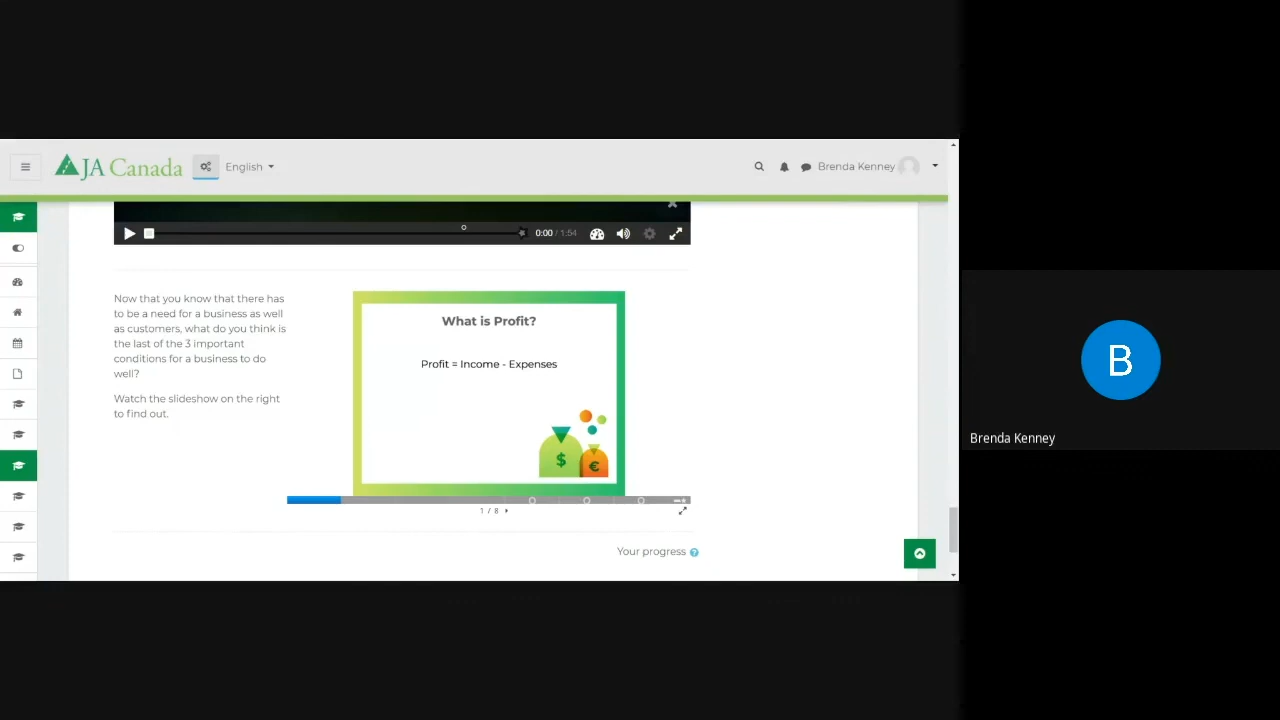 JA Canada
English
Brenda Kenney
0:00 / 1:54
Now that you know that there has
to be a need for a business as well
as customers, what do you think is
the last of the 3 important
conditions for a business to do
well?
Watch the slideshow on the right
to find out.
What is Profit?
Profit = Income - Expenses
$
€
1 / 8
Your progress ?
B
Brenda Kenney